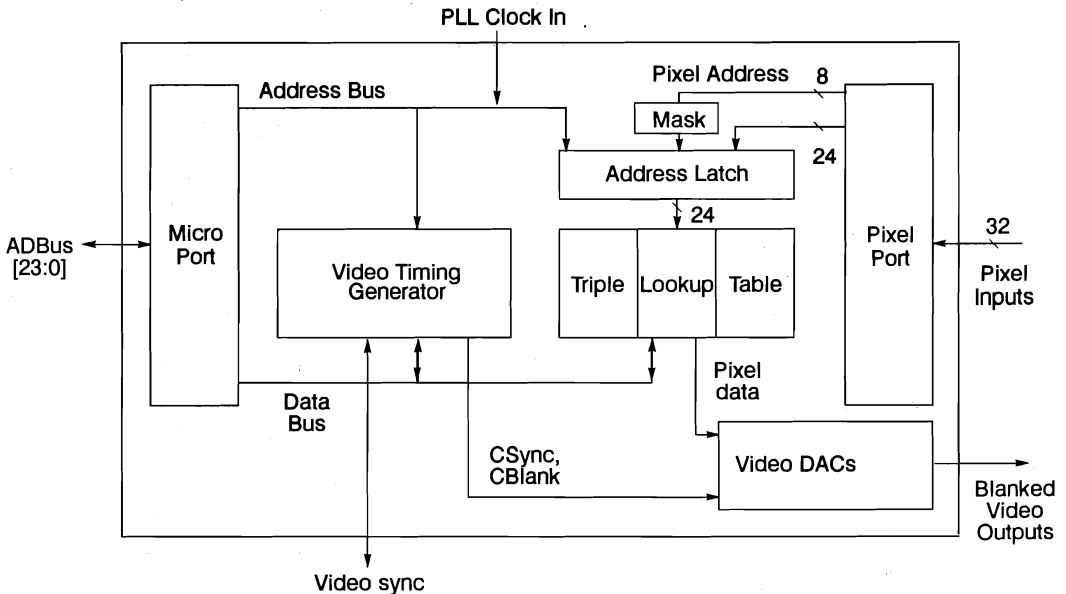 PLL Clock In
Address Bus
Pixel Address
8
Mask
24
Address Latch
24
ADBus
[23:0]
Micro
Port
Video Timing
Generator
Triple
Lookup
Table
Pixel
Port
32
Pixel
Inputs
Data
Bus
Pixel
data
CSync,
CBlank
Video DACs
Blanked
Video
Outputs
Video sync